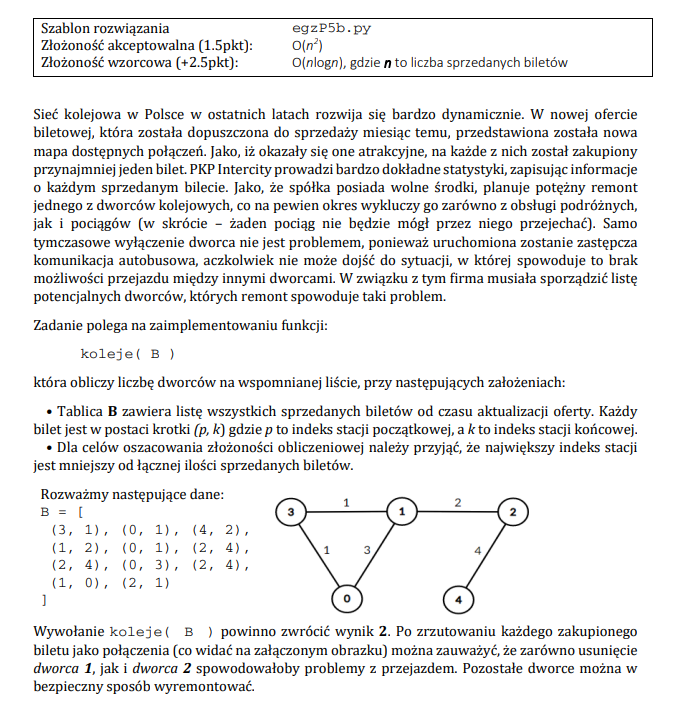 Szablon rozwiązania egzP5b.py
Złożoność akceptowalna (1.5pkt): O(n²)
Złożoność wzorcowa (+2.5pkt): O(nlogn), gdzie n to liczba sprzedanych biletów
Sieć kolejowa w Polsce w ostatnich latach rozwija się bardzo dynamicznie. W nowej ofercie
biletowej, która została dopuszczona do sprzedaży miesiąc temu, przedstawiona została nowa
mapa dostępnych połączeń. Jako, iż okazały się one atrakcyjne, na każde z nich został zakupiony
przynajmniej jeden bilet. PKP Intercity prowadzi bardzo dokładne statystyki, zapisując informacje
o każdym sprzedanym bilecie. Jako, że spółka posiada wolne środki, planuje potężny remont
jednego z dworców kolejowych, co na pewien okres wykluczy go zarówno z obsługi podróżnych,
jak i pociągów (w skrócie – żaden pociąg nie będzie mógł przez niego przejechać). Samo
tymczasowe wyłączenie dworca nie jest problemem, ponieważ uruchomiona zostanie zastępcza
komunikacja autobusowa, aczkolwiek nie może dojść do sytuacji, w której spowoduje to brak
możliwości przejazdu między innymi dworcami. W związku z tym firma musiała sporządzić listę
potencjalnych dworców, których remont spowoduje taki problem.
Zadanie polega na zaimplementowaniu funkcji:
koleje( B )
która obliczy liczbę dworców na wspomnianej liście, przy następujących założeniach:
• Tablica B zawiera listę wszystkich sprzedanych biletów od czasu aktualizacji oferty. Każdy
bilet jest w postaci krotki (p, k) gdzie p to indeks stacji początkowej, a k to indeks stacji końcowej.
• Dla celów oszacowania złożoności obliczeniowej należy przyjąć, że największy indeks stacji
jest mniejszy od łącznej ilości sprzedanych biletów.
Rozważmy następujące dane:
B = [
(3, 1), (0, 1), (4, 2),
(1, 2), (0, 1), (2, 4),
(2, 4), (0, 3), (2, 4),
(1, 0), (2, 1)
]
3 1 1 2 2
1 3 4
0 4
Wywołanie koleje( B ) powinno zwrócić wynik 2. Po zrzutowaniu każdego zakupionego
biletu jako połączenia (co widać na załączonym obrazku) można zauważyć, że zarówno usunięcie
dworca 1, jak i dworca 2 spowodowałoby problemy z przejazdem. Pozostałe dworce można w
bezpieczny sposób wyremontować.